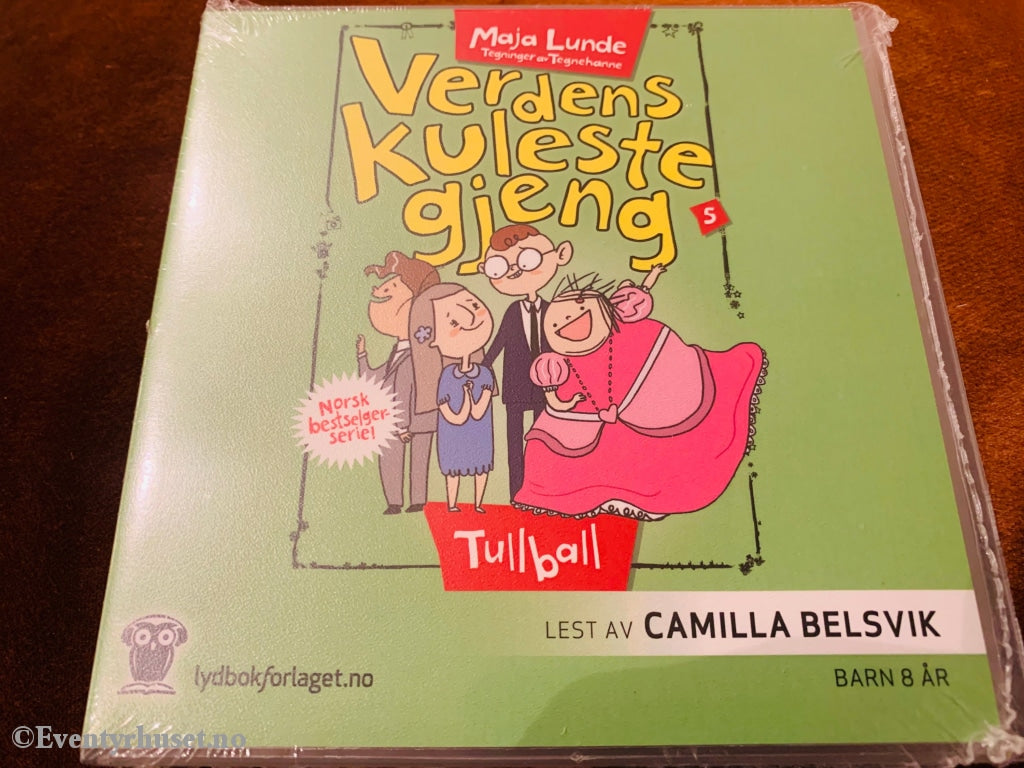 Maja Lunde
Tegninger av Tegnehanne
Verdens
kuleste
gjeng
5
Norsk
bestselger-
serie!
Tullball
LEST AV CAMILLA BELSVIK
BARN 8 ÅR
lydbokforlaget.no
©Eventyrhuset.no